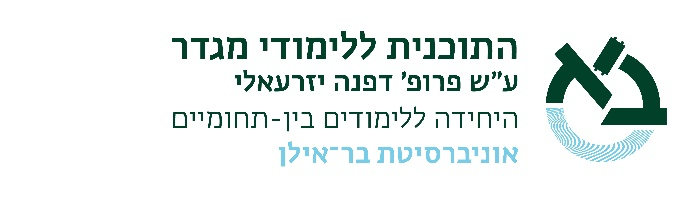 התוכנית ללימודי מגדר
ע"ש פרופ' דפנה יזרעאלי
היחידה ללימודים בין-תחומיים
אוניברסיטת בר־אילן